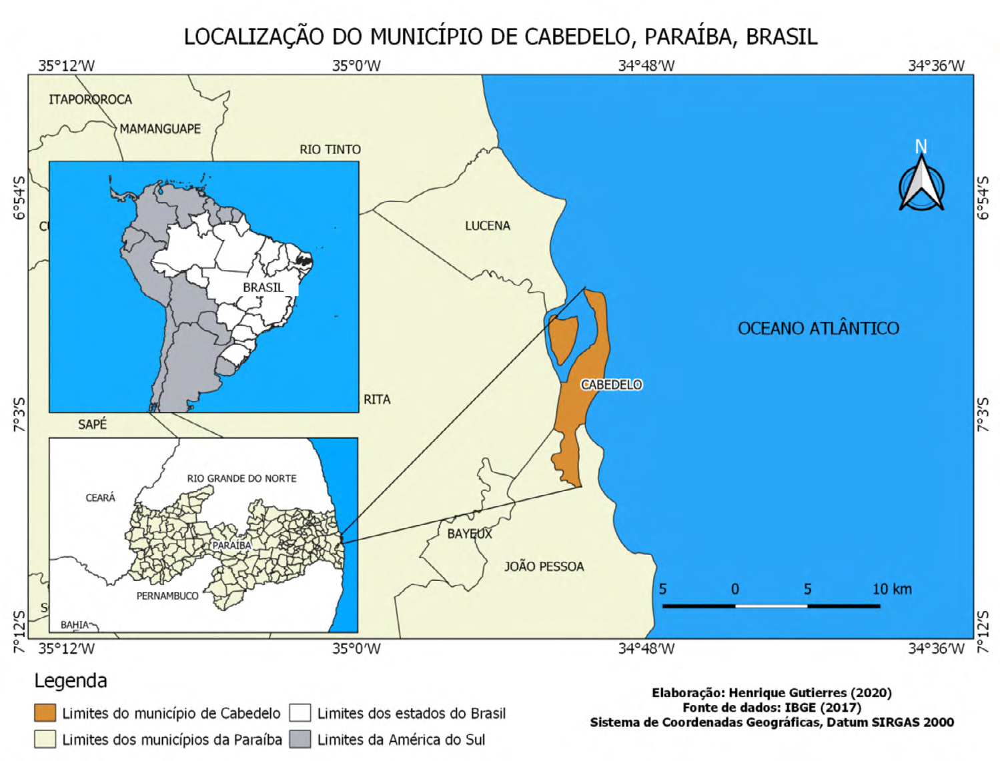 LOCALIZAÇÃO DO MUNICÍPIO DE CABEDELO, PARAÍBA, BRASIL
35°12'W 35°0'W 34°48'W 34°36'W
ITAPOROROCA
MAMANGUAPE
RIO TINTO
N
6°54'S 6°54'S
LUCENA
BRASIL
OCEANO ATLÂNTICO
CABEDELO
RITA
7°3'S 7°3'S
SAPÉ
RIO GRANDE DO NORTE
CEARÁ
PARAÍBA
BAYEUX
JOÃO PESSOA
PERNAMBUCO
5 0 5 10 km
BAHIA
7°12'S 7°12'S
35°12'W 35°0'W 34°48'W 34°36'W
Legenda
Limites do município de Cabedelo
Limites dos estados do Brasil
Limites dos municípios da Paraíba
Limites da América do Sul
Elaboração: Henrique Gutierres (2020)
Fonte de dados: IBGE (2017)
Sistema de Coordenadas Geográficas, Datum SIRGAS 2000